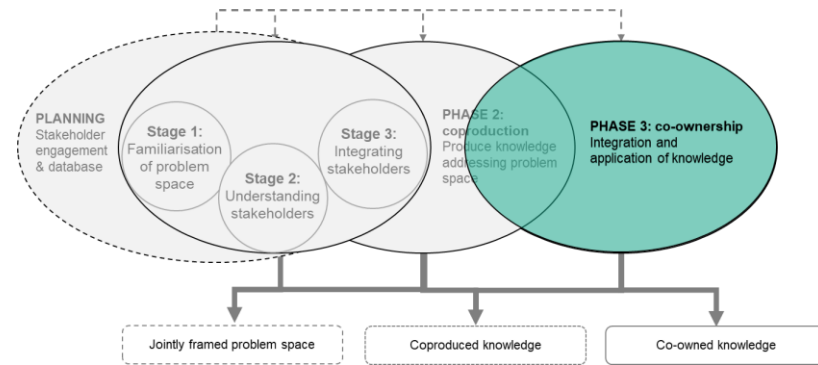 PLANNING
Stakeholder
engagement
& database
Stage 1:
Familiarisation
of problem
space
Stage 2:
Understanding
stakeholders
Stage 3:
Integrating
stakeholders
PHASE 2:
coproduction
Produce knowledge
addressing problem
space
PHASE 3: co-ownership
Integration and
application of knowledge
Jointly framed problem space
Coproduced knowledge
Co-owned knowledge